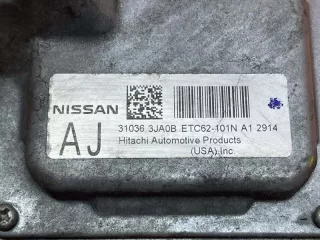 NISSAN
AJ
31036 3JA0B ETC62-101N A1 2914
Hitachi Automotive Products
(USA),Inc.